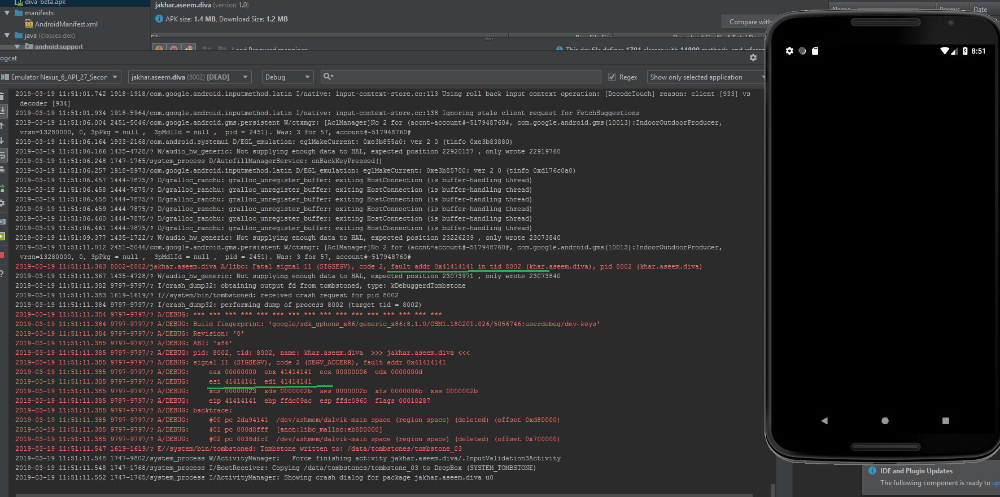 diva-beta.apk
manifests
AndroidManifest.xml
java (classes.dex)
android.support
jakhar.aseem.diva (version 1.0)
APK size: 1.4 MB, Download Size: 1.2 MB
Compare with
File
Raw File Size
Download Size
% of Total Down
Load Proguard mappings
This dex file defines 1791 classes with 14809 methods, and referen
Name
Permis
Date
ogcat
Emulator Nexus_6_API_27_Secor
jakhar.aseem.diva (8002) [DEAD]
Debug
Regex
Show only selected application
2019-03-19 11:51:01.742 1918-1918/com.google.android.inputmethod.latin I/native: input-context-store.cc:113 Using roll back input context operation: [DecodeTouch] reason: client [933] vs
decoder [934]
2019-03-19 11:51:01.934 1918-5964/com.google.android.inputmethod.latin I/native: input-context-store.cc:138 Ignoring stale client request for FetchSuggestions
2019-03-19 11:51:06.004 2451-5046/com.google.android.gms.persistent W/ctxmgr: [AclManager]No 2 for (accnt=account#-517948760#, com.google.android.gms(10013):IndoorOutdoorProducer,
vrsn=13280000, 0, 3pPkg = null ,  3pMdlId = null ,  pid = 2451). Was: 3 for 57, account#-517948760#
2019-03-19 11:51:06.164 1933-2168/com.android.systemui D/EGL_emulation: eglMakeCurrent: 0xe3b855a0: ver 2 0 (tinfo 0xe3b83880)
2019-03-19 11:51:06.166 1435-4728/? W/audio_hw_generic: Not supplying enough data to HAL, expected position 22920157 , only wrote 22919760
2019-03-19 11:51:06.248 1747-1765/system_process D/AutofillManagerService: onBackKeyPressed()
2019-03-19 11:51:06.257 1918-5973/com.google.android.inputmethod.latin D/EGL_emulation: eglMakeCurrent: 0xe3b85780: ver 2 0 (tinfo 0xd176c0a0)
2019-03-19 11:51:06.457 1444-7875/? D/gralloc_ranchu: gralloc_unregister_buffer: exiting HostConnection (is buffer-handling thread)
2019-03-19 11:51:06.458 1444-7875/? D/gralloc_ranchu: gralloc_unregister_buffer: exiting HostConnection (is buffer-handling thread)
2019-03-19 11:51:06.458 1444-7875/? D/gralloc_ranchu: gralloc_unregister_buffer: exiting HostConnection (is buffer-handling thread)
2019-03-19 11:51:06.459 1444-7875/? D/gralloc_ranchu: gralloc_unregister_buffer: exiting HostConnection (is buffer-handling thread)
2019-03-19 11:51:06.460 1444-7875/? D/gralloc_ranchu: gralloc_unregister_buffer: exiting HostConnection (is buffer-handling thread)
2019-03-19 11:51:06.461 1444-7875/? D/gralloc_ranchu: gralloc_unregister_buffer: exiting HostConnection (is buffer-handling thread)
2019-03-19 11:51:09.377 1435-1722/? W/audio_hw_generic: Not supplying enough data to HAL, expected position 23226239 , only wrote 23073840
2019-03-19 11:51:11.012 2451-5046/com.google.android.gms.persistent W/ctxmgr: [AclManager]No 2 for (accnt=account#-517948760#, com.google.android.gms(10013):IndoorOutdoorProducer,
vrsn=13280000, 0, 3pPkg = null ,  3pMdlId = null ,  pid = 2451). Was: 3 for 57, account#-517948760#
2019-03-19 11:51:11.363 8002-8002/jakhar.aseem.diva A/libc: Fatal signal 11 (SIGSEGV), code 2, fault addr 0x41414141 in tid 8002 (khar.aseem.diva), pid 8002 (khar.aseem.diva)
2019-03-19 11:51:11.367 1435-4728/? W/audio_hw_generic: Not supplying enough data to HAL, expected position 23073971 , only wrote 23073840
2019-03-19 11:51:11.382 9797-9797/? I/crash_dump32: obtaining output fd from tombstoned, type: kDebuggerdTombstone
2019-03-19 11:51:11.383 1619-1619/? I//system/bin/tombstoned: received crash request for pid 8002
2019-03-19 11:51:11.384 9797-9797/? I/crash_dump32: performing dump of process 8002 (target tid = 8002)
2019-03-19 11:51:11.384 9797-9797/? A/DEBUG: *** *** *** *** *** *** *** *** *** *** *** *** *** *** *** ***
2019-03-19 11:51:11.384 9797-9797/? A/DEBUG: Build fingerprint: 'google/sdk_gphone_x86/generic_x86:8.1.0/OSM1.180201.026/5056746:userdebug/dev-keys'
2019-03-19 11:51:11.384 9797-9797/? A/DEBUG: Revision: '0'
2019-03-19 11:51:11.385 9797-9797/? A/DEBUG: ABI: 'x86'
2019-03-19 11:51:11.385 9797-9797/? A/DEBUG: pid: 8002, tid: 8002, name: khar.aseem.diva  >>> jakhar.aseem.diva <<<
2019-03-19 11:51:11.385 9797-9797/? A/DEBUG: signal 11 (SIGSEGV), code 2 (SEGV_ACCERR), fault addr 0x41414141
2019-03-19 11:51:11.385 9797-9797/? A/DEBUG:     eax 00000000  ebx 41414141  ecx 00000006  edx 0000000d
2019-03-19 11:51:11.385 9797-9797/? A/DEBUG:     esi 41414141  edi 41414141
2019-03-19 11:51:11.385 9797-9797/? A/DEBUG:     xcs 00000023  xds 0000002b  xes 0000002b  xfs 0000006b  xss 0000002b
2019-03-19 11:51:11.385 9797-9797/? A/DEBUG:     eip 41414141  ebp ffdc09ac  esp ffdc0960  flags 00010287
2019-03-19 11:51:11.385 9797-9797/? A/DEBUG: backtrace:
2019-03-19 11:51:11.385 9797-9797/? A/DEBUG:     #00 pc 2da94141  /dev/ashmem/dalvik-main space (region space) (deleted) (offset 0xd80000)
2019-03-19 11:51:11.385 9797-9797/? A/DEBUG:     #01 pc 000d8fff  [anon:libc_malloc:eb880000]
2019-03-19 11:51:11.385 9797-9797/? A/DEBUG:     #02 pc 0038dfcf  /dev/ashmem/dalvik-main space (region space) (deleted) (offset 0x700000)
2019-03-19 11:51:11.547 1619-1619/? E//system/bin/tombstoned: Tombstone written to: /data/tombstones/tombstone_03
2019-03-19 11:51:11.548 1747-9802/system_process W/ActivityManager:   Force finishing activity jakhar.aseem.diva/.InputValidation3Activity
2019-03-19 11:51:11.548 1747-1768/system_process I/BootReceiver: Copying /data/tombstones/tombstone_03 to DropBox (SYSTEM_TOMBSTONE)
2019-03-19 11:51:11.552 1747-1765/system_process I/ActivityManager: Showing crash dialog for package jakhar.aseem.diva u0
8:51
IDE and Plugin Updates
The following component is ready to up